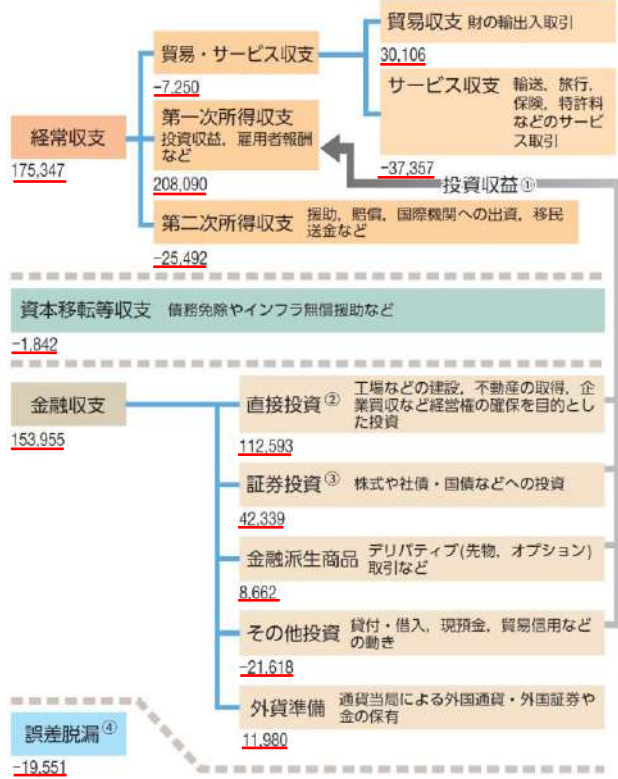 貿易収支 財の輸出入取引
30,106
貿易・サービス収支
-7,250
サービス収支 輸送，旅行，
保険，特許料
などのサービ
ス取引
-37,357
経常収支
175,347
第一次所得収支
投資収益，雇用者報酬
など
208,090
投資収益①
第二次所得収支 援助，賠償，国際機関への出資，移民
送金など
-25,492
資本移転等収支 債務免除やインフラ無償援助など
-1,842
金融収支
153,955
直接投資② 工場などの建設，不動産の取得，企
業買収など経営権の確保を目的とし
た投資
112,593
証券投資③ 株式や社債・国債などへの投資
42,339
金融派生商品 デリバティブ(先物，オプション)
取引など
8,662
その他投資 貸付・借入，現預金，貿易信用など
の動き
-21,618
外貨準備 通貨当局による外国通貨・外国証券や
金の保有
11,980
誤差脱漏④
-19,551